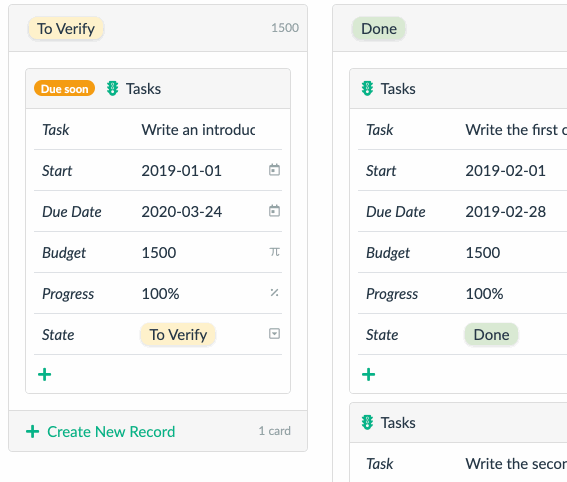 To Verify
1500
Due soon
Tasks
Task
Write an introduc
Start
2019-01-01
Due Date
2020-03-24
Budget
1500
π
Progress
100%
%
State
To Verify
+
+ Create New Record
1 card
Done
Tasks
Task
Write the first c
Start
2019-02-01
Due Date
2019-02-28
Budget
1500
Progress
100%
State
Done
+
Tasks
Task
Write the secon